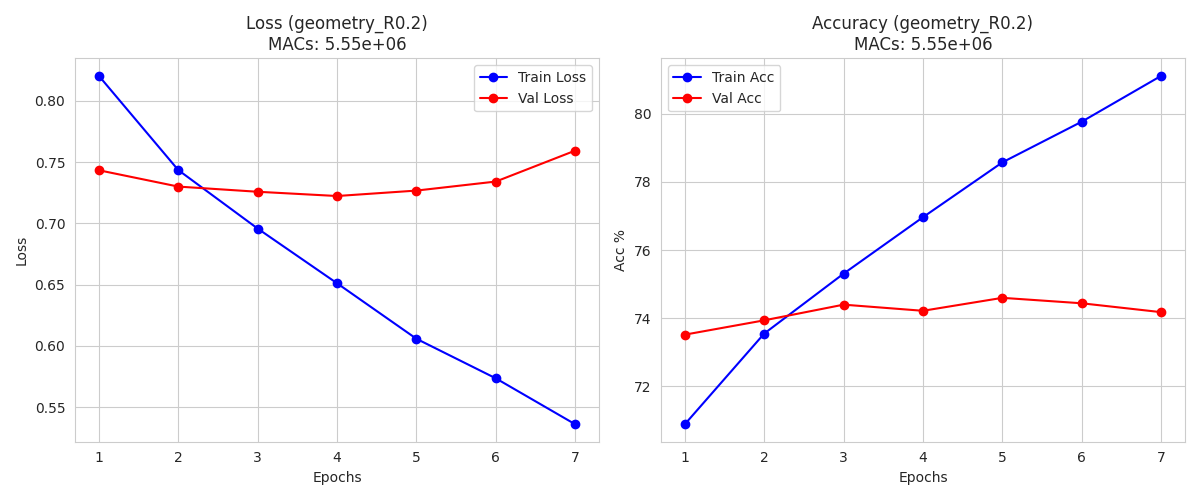 Loss (geometry_R0.2)
MACs: 5.55e+06
Train Loss
Val Loss
0.80
0.75
0.70
0.65
0.60
0.55
Loss
1 2 3 4 5 6 7
Epochs
Accuracy (geometry_R0.2)
MACs: 5.55e+06
Train Acc
Val Acc
80
78
76
74
72
Acc %
1 2 3 4 5 6 7
Epochs